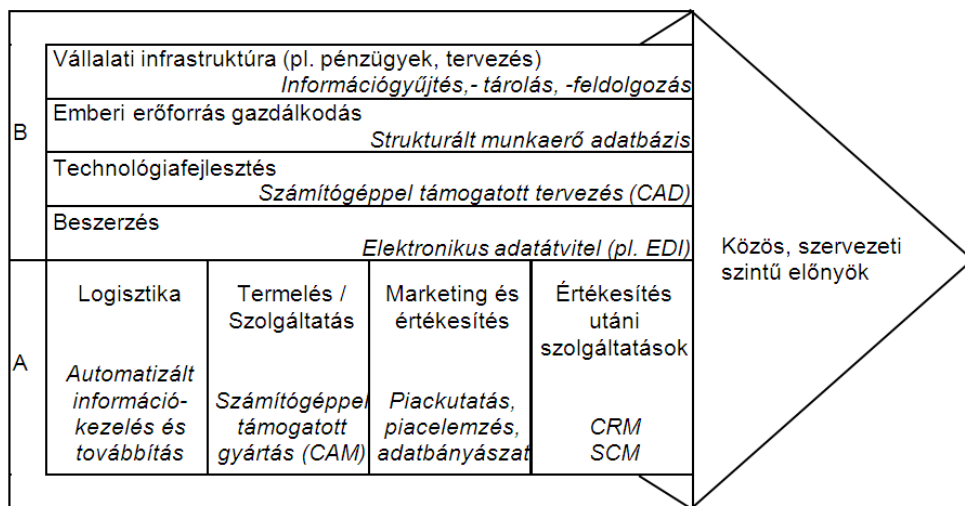 Vállalati infrastruktúra (pl. pénzügyek, tervezés)
Információgyűjtés,- tárolás, -feldolgozás
B
Emberi erőforrás gazdálkodás
Strukturált munkaerő adatbázis
Technológiafejlesztés
Számítógéppel támogatott tervezés (CAD)
Beszerzés
Elektronikus adatátvitel (pl. EDI)
Közös, szervezeti
szintű előnyök
A
Logisztika
Automatizált
információ-
kezelés és
továbbítás
Termelés /
Szolgáltatás
Számítógéppel
támogatott
gyártás (CAM)
Marketing és
értékesítés
Piackutatás,
piacelemzés,
adatbányászat
Értékesítés
utáni
szolgáltatások
CRM
SCM